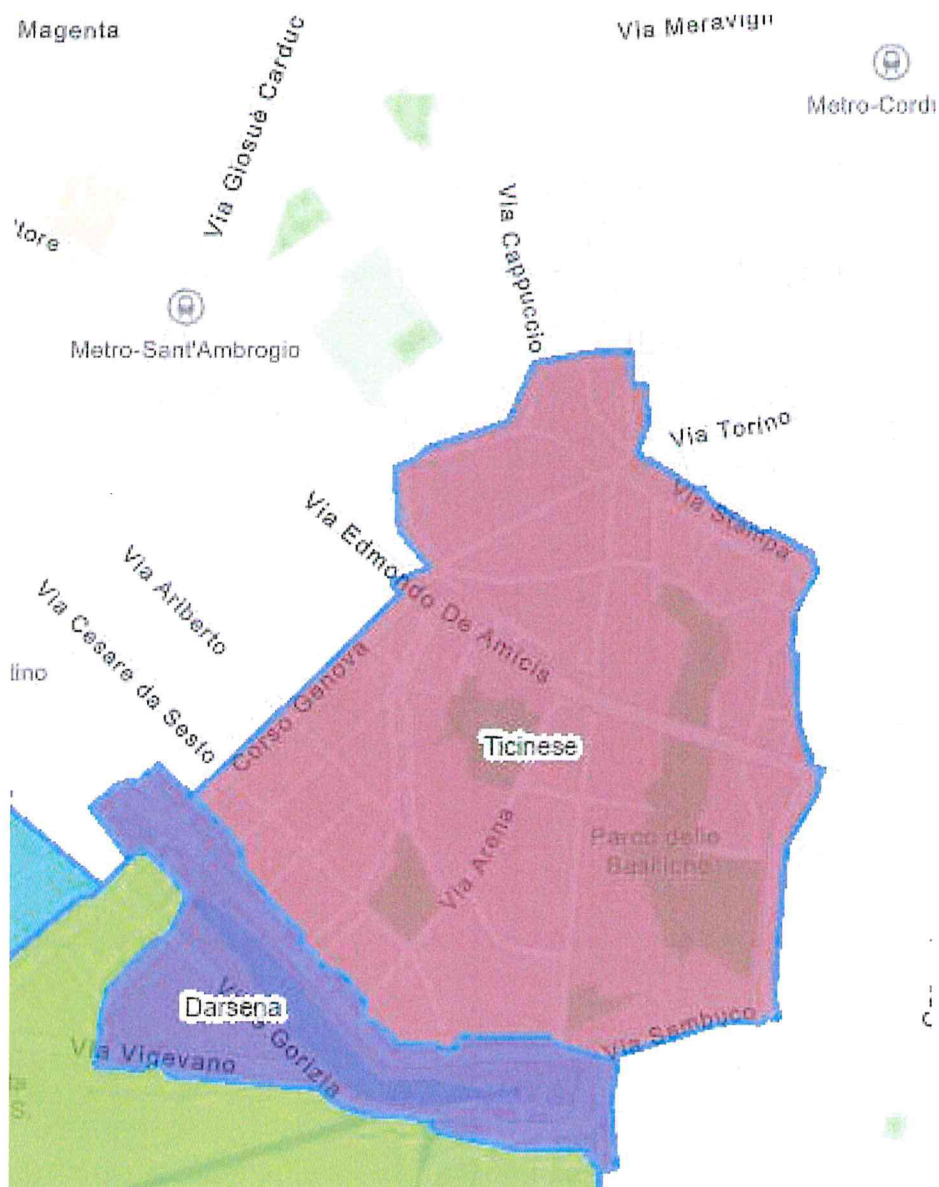 Magenta
Via Giosuè Carduc
Via Meravigli
Metro-Cordu
'tore
Via Cappuccio
Metro-Sant'Ambrogio
Via Torino
Via Stampa
Via Edmondo De Amicis
Via Ariberto
Via Cesare da Sesto
tino
Corso Genova
Ticinese
Via Arena
Parco delle
Basiliche
Darsena
Gorizia
Via Sambuco
Via Vigevano